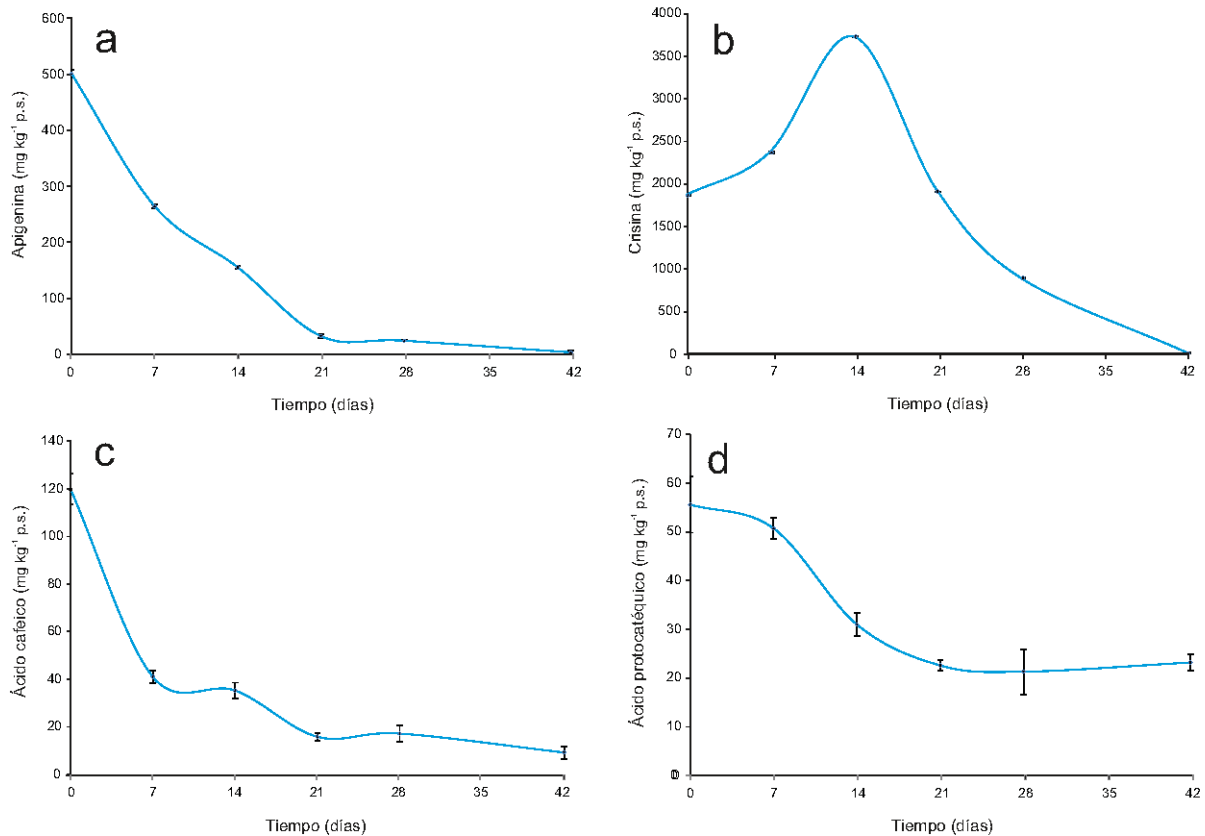 a
Apigenina (mg kg⁻¹ p.s.)
600
500
400
300
200
100
0
0 7 14 21 28 35 42
Tiempo (días)
b
Crisina (mg kg⁻¹ p.s.)
4000
3500
3000
2500
2000
1500
1000
500
0
0 7 14 21 28 35 42
Tiempo (días)
c
Ácido cafeico (mg kg⁻¹ p.s.)
140
120
100
80
60
40
20
0
0 7 14 21 28 35 42
Tiempo (días)
d
Ácido protocatéquico (mg kg⁻¹ p.s.)
70
60
50
40
30
20
10
0
0 7 14 21 28 35 42
Tiempo (días)